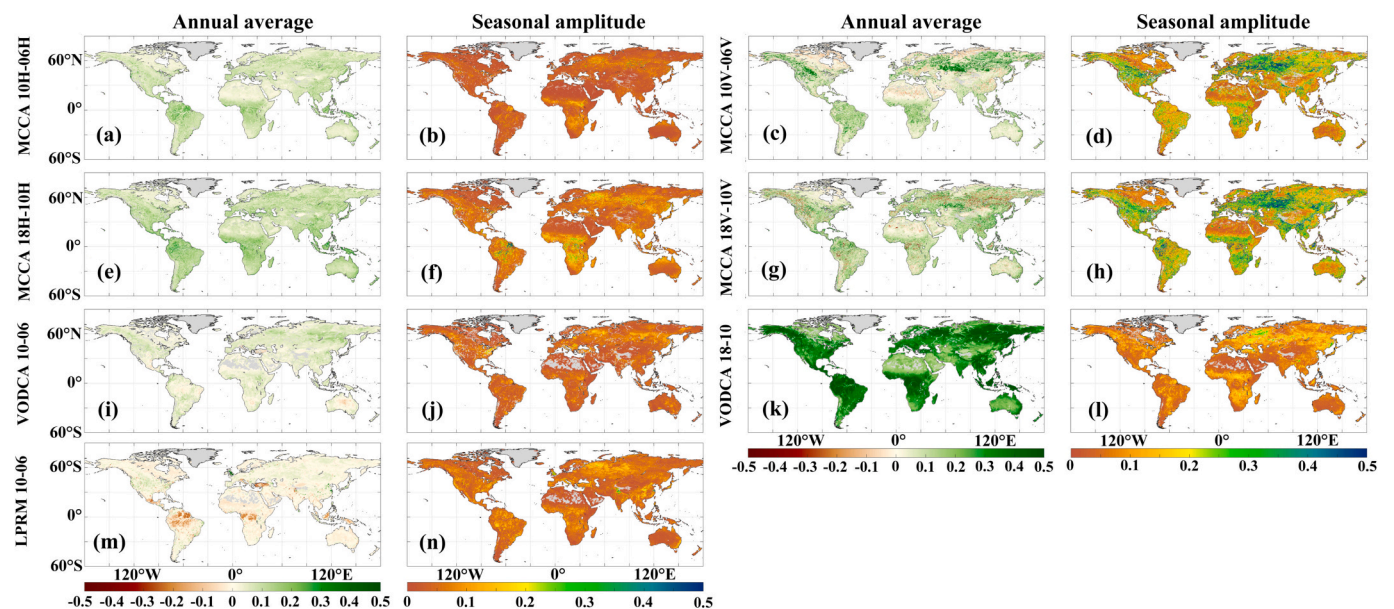 Annual average Seasonal amplitude Annual average Seasonal amplitude
MCCA 10H-06H 60°N 0° 60°S (a) (b) MCCA 10V-06V (c) (d)
MCCA 18H-10H 60°N 0° 60°S (e) (f) MCCA 18V-10V (g) (h)
VODCA 10-06 60°N 0° 60°S (i) (j) VODCA 18-10 (k) (l)
120°W 0° 120°E 120°W 0° 120°E
-0.5 -0.4 -0.3 -0.2 -0.1 0 0.1 0.2 0.3 0.4 0.5 0 0.1 0.2 0.3 0.4 0.5
LPRM 10-06 60°N 0° 60°S (m) (n)
120°W 0° 120°E 120°W 0° 120°E
-0.5 -0.4 -0.3 -0.2 -0.1 0 0.1 0.2 0.3 0.4 0.5 0 0.1 0.2 0.3 0.4 0.5